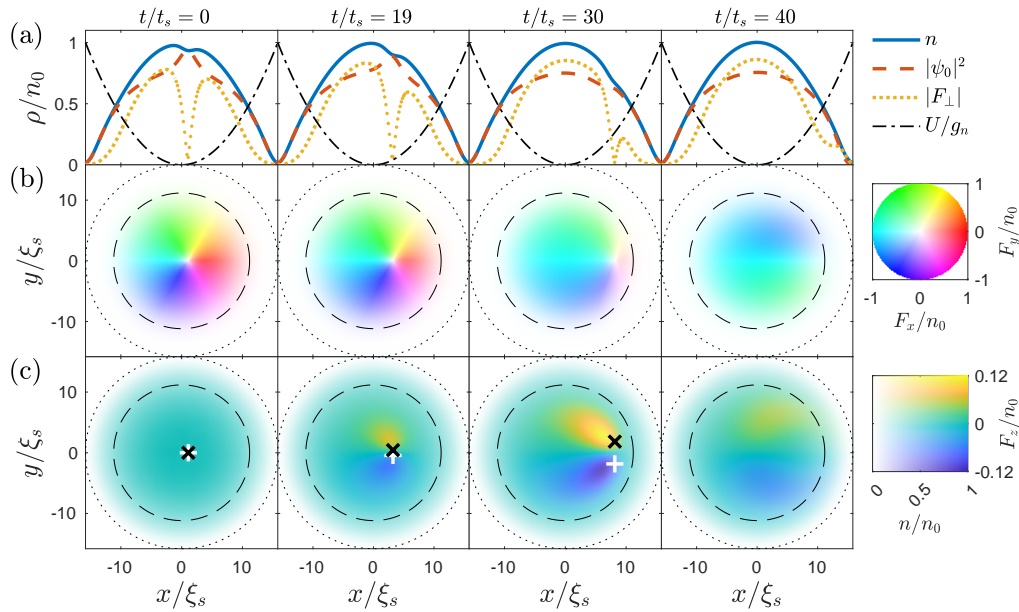 t/t_s = 0
t/t_s = 19
t/t_s = 30
t/t_s = 40
(a)
ρ/n_0
1
0.5
0
n
|ψ_0|^2
|F_⊥|
U/g_n
(b)
y/ξ_s
10
0
-10
1
0
-1
F_y/n_0
-1 0 1
F_x/n_0
(c)
y/ξ_s
10
0
-10
0.12
0
-0.12
F_z/n_0
0 0.5 1
n/n_0
-10 0 10
-10 0 10
-10 0 10
-10 0 10
x/ξ_s
x/ξ_s
x/ξ_s
x/ξ_s